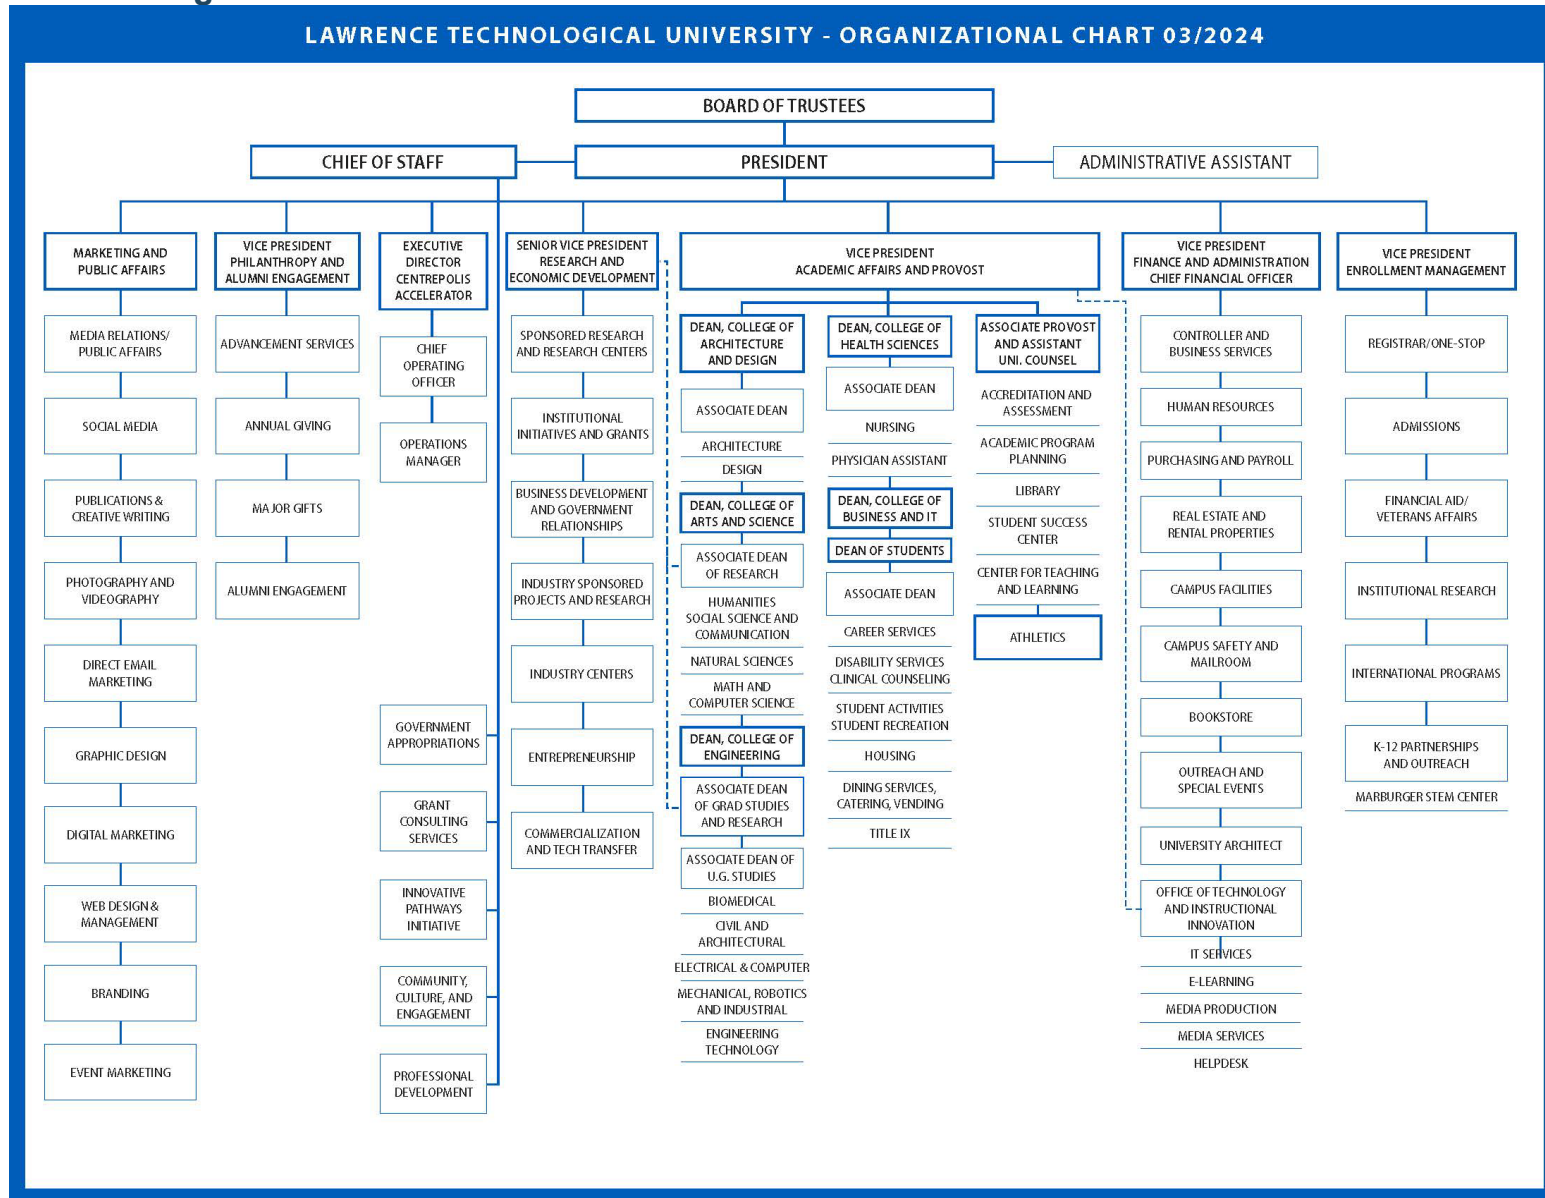 LAWRENCE TECHNOLOGICAL UNIVERSITY - ORGANIZATIONAL CHART 03/2024
BOARD OF TRUSTEES
CHIEF OF STAFF
PRESIDENT
ADMINISTRATIVE ASSISTANT
MARKETING AND
PUBLIC AFFAIRS
MEDIA RELATIONS/
PUBLIC AFFAIRS
SOCIAL MEDIA
PUBLICATIONS &
CREATIVE WRITING
PHOTOGRAPHY AND
VIDEOGRAPHY
DIRECT EMAIL
MARKETING
GRAPHIC DESIGN
DIGITAL MARKETING
WEB DESIGN &
MANAGEMENT
BRANDING
EVENT MARKETING
VICE PRESIDENT
PHILANTHROPY AND
ALUMNI ENGAGEMENT
ADVANCEMENT SERVICES
ANNUAL GIVING
MAJOR GIFTS
ALUMNI ENGAGEMENT
EXECUTIVE
DIRECTOR
CENTREPOLIS
ACCELERATOR
CHIEF
OPERATING
OFFICER
OPERATIONS
MANAGER
GOVERNMENT
APPROPRIATIONS
GRANT
CONSULTING
SERVICES
INNOVATIVE
PATHWAYS
INITIATIVE
COMMUNITY,
CULTURE, AND
ENGAGEMENT
PROFESSIONAL
DEVELOPMENT
SENIOR VICE PRESIDENT
RESEARCH AND
ECONOMIC DEVELOPMENT
SPONSORED RESEARCH
AND RESEARCH CENTERS
INSTITUTIONAL
INITIATIVES AND GRANTS
BUSINESS DEVELOPMENT
AND GOVERNMENT
RELATIONSHIPS
INDUSTRY SPONSORED
PROJECTS AND RESEARCH
INDUSTRY CENTERS
ENTREPRENEURSHIP
COMMERCIALIZATION
AND TECH TRANSFER
VICE PRESIDENT
ACADEMIC AFFAIRS AND PROVOST
DEAN, COLLEGE OF
ARCHITECTURE
AND DESIGN
ASSOCIATE DEAN
ARCHITECTURE
DESIGN
DEAN, COLLEGE OF
ARTS AND SCIENCE
ASSOCIATE DEAN
OF RESEARCH
HUMANITIES
SOCIAL SCIENCE AND
COMMUNICATION
NATURAL SCIENCES
MATH AND
COMPUTER SCIENCE
DEAN, COLLEGE OF
ENGINEERING
ASSOCIATE DEAN
OF GRAD STUDIES
AND RESEARCH
ASSOCIATE DEAN OF
U.G. STUDIES
BIOMEDICAL
CIVIL AND
ARCHITECTURAL
ELECTRICAL & COMPUTER
MECHANICAL, ROBOTICS
AND INDUSTRIAL
ENGINEERING
TECHNOLOGY
DEAN, COLLEGE OF
HEALTH SCIENCES
ASSOCIATE DEAN
NURSING
PHYSICIAN ASSISTANT
DEAN, COLLEGE OF
BUSINESS AND IT
DEAN OF STUDENTS
ASSOCIATE DEAN
CAREER SERVICES
DISABILITY SERVICES
CLINICAL COUNSELING
STUDENT ACTIVITIES
STUDENT RECREATION
HOUSING
DINING SERVICES,
CATERING, VENDING
TITLE IX
ASSOCIATE PROVOST
AND ASSISTANT
UNI. COUNSEL
ACCREDITATION AND
ASSESSMENT
ACADEMIC PROGRAM
PLANNING
LIBRARY
STUDENT SUCCESS
CENTER
CENTER FOR TEACHING
AND LEARNING
ATHLETICS
VICE PRESIDENT
FINANCE AND ADMINISTRATION
CHIEF FINANCIAL OFFICER
CONTROLLER AND
BUSINESS SERVICES
HUMAN RESOURCES
PURCHASING AND PAYROLL
REAL ESTATE AND
RENTAL PROPERTIES
CAMPUS FACILITIES
CAMPUS SAFETY AND
MAILROOM
BOOKSTORE
OUTREACH AND
SPECIAL EVENTS
UNIVERSITY ARCHITECT
OFFICE OF TECHNOLOGY
AND INSTRUCTIONAL
INNOVATION
IT SERVICES
E-LEARNING
MEDIA PRODUCTION
MEDIA SERVICES
HELPDESK
VICE PRESIDENT
ENROLLMENT MANAGEMENT
REGISTRAR/ONE-STOP
ADMISSIONS
FINANCIAL AID/
VETERANS AFFAIRS
INSTITUTIONAL RESEARCH
INTERNATIONAL PROGRAMS
K-12 PARTNERSHIPS
AND OUTREACH
MARBURGER STEM CENTER